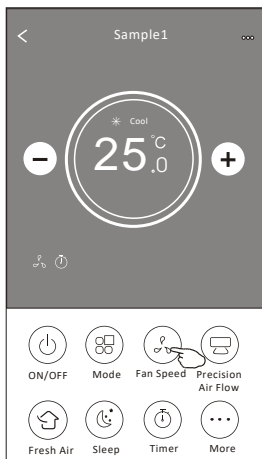 Sample1
Cool
25.0 °C
ON/OFF
Mode
Fan Speed
Precision
Air Flow
Fresh Air
Sleep
Timer
More